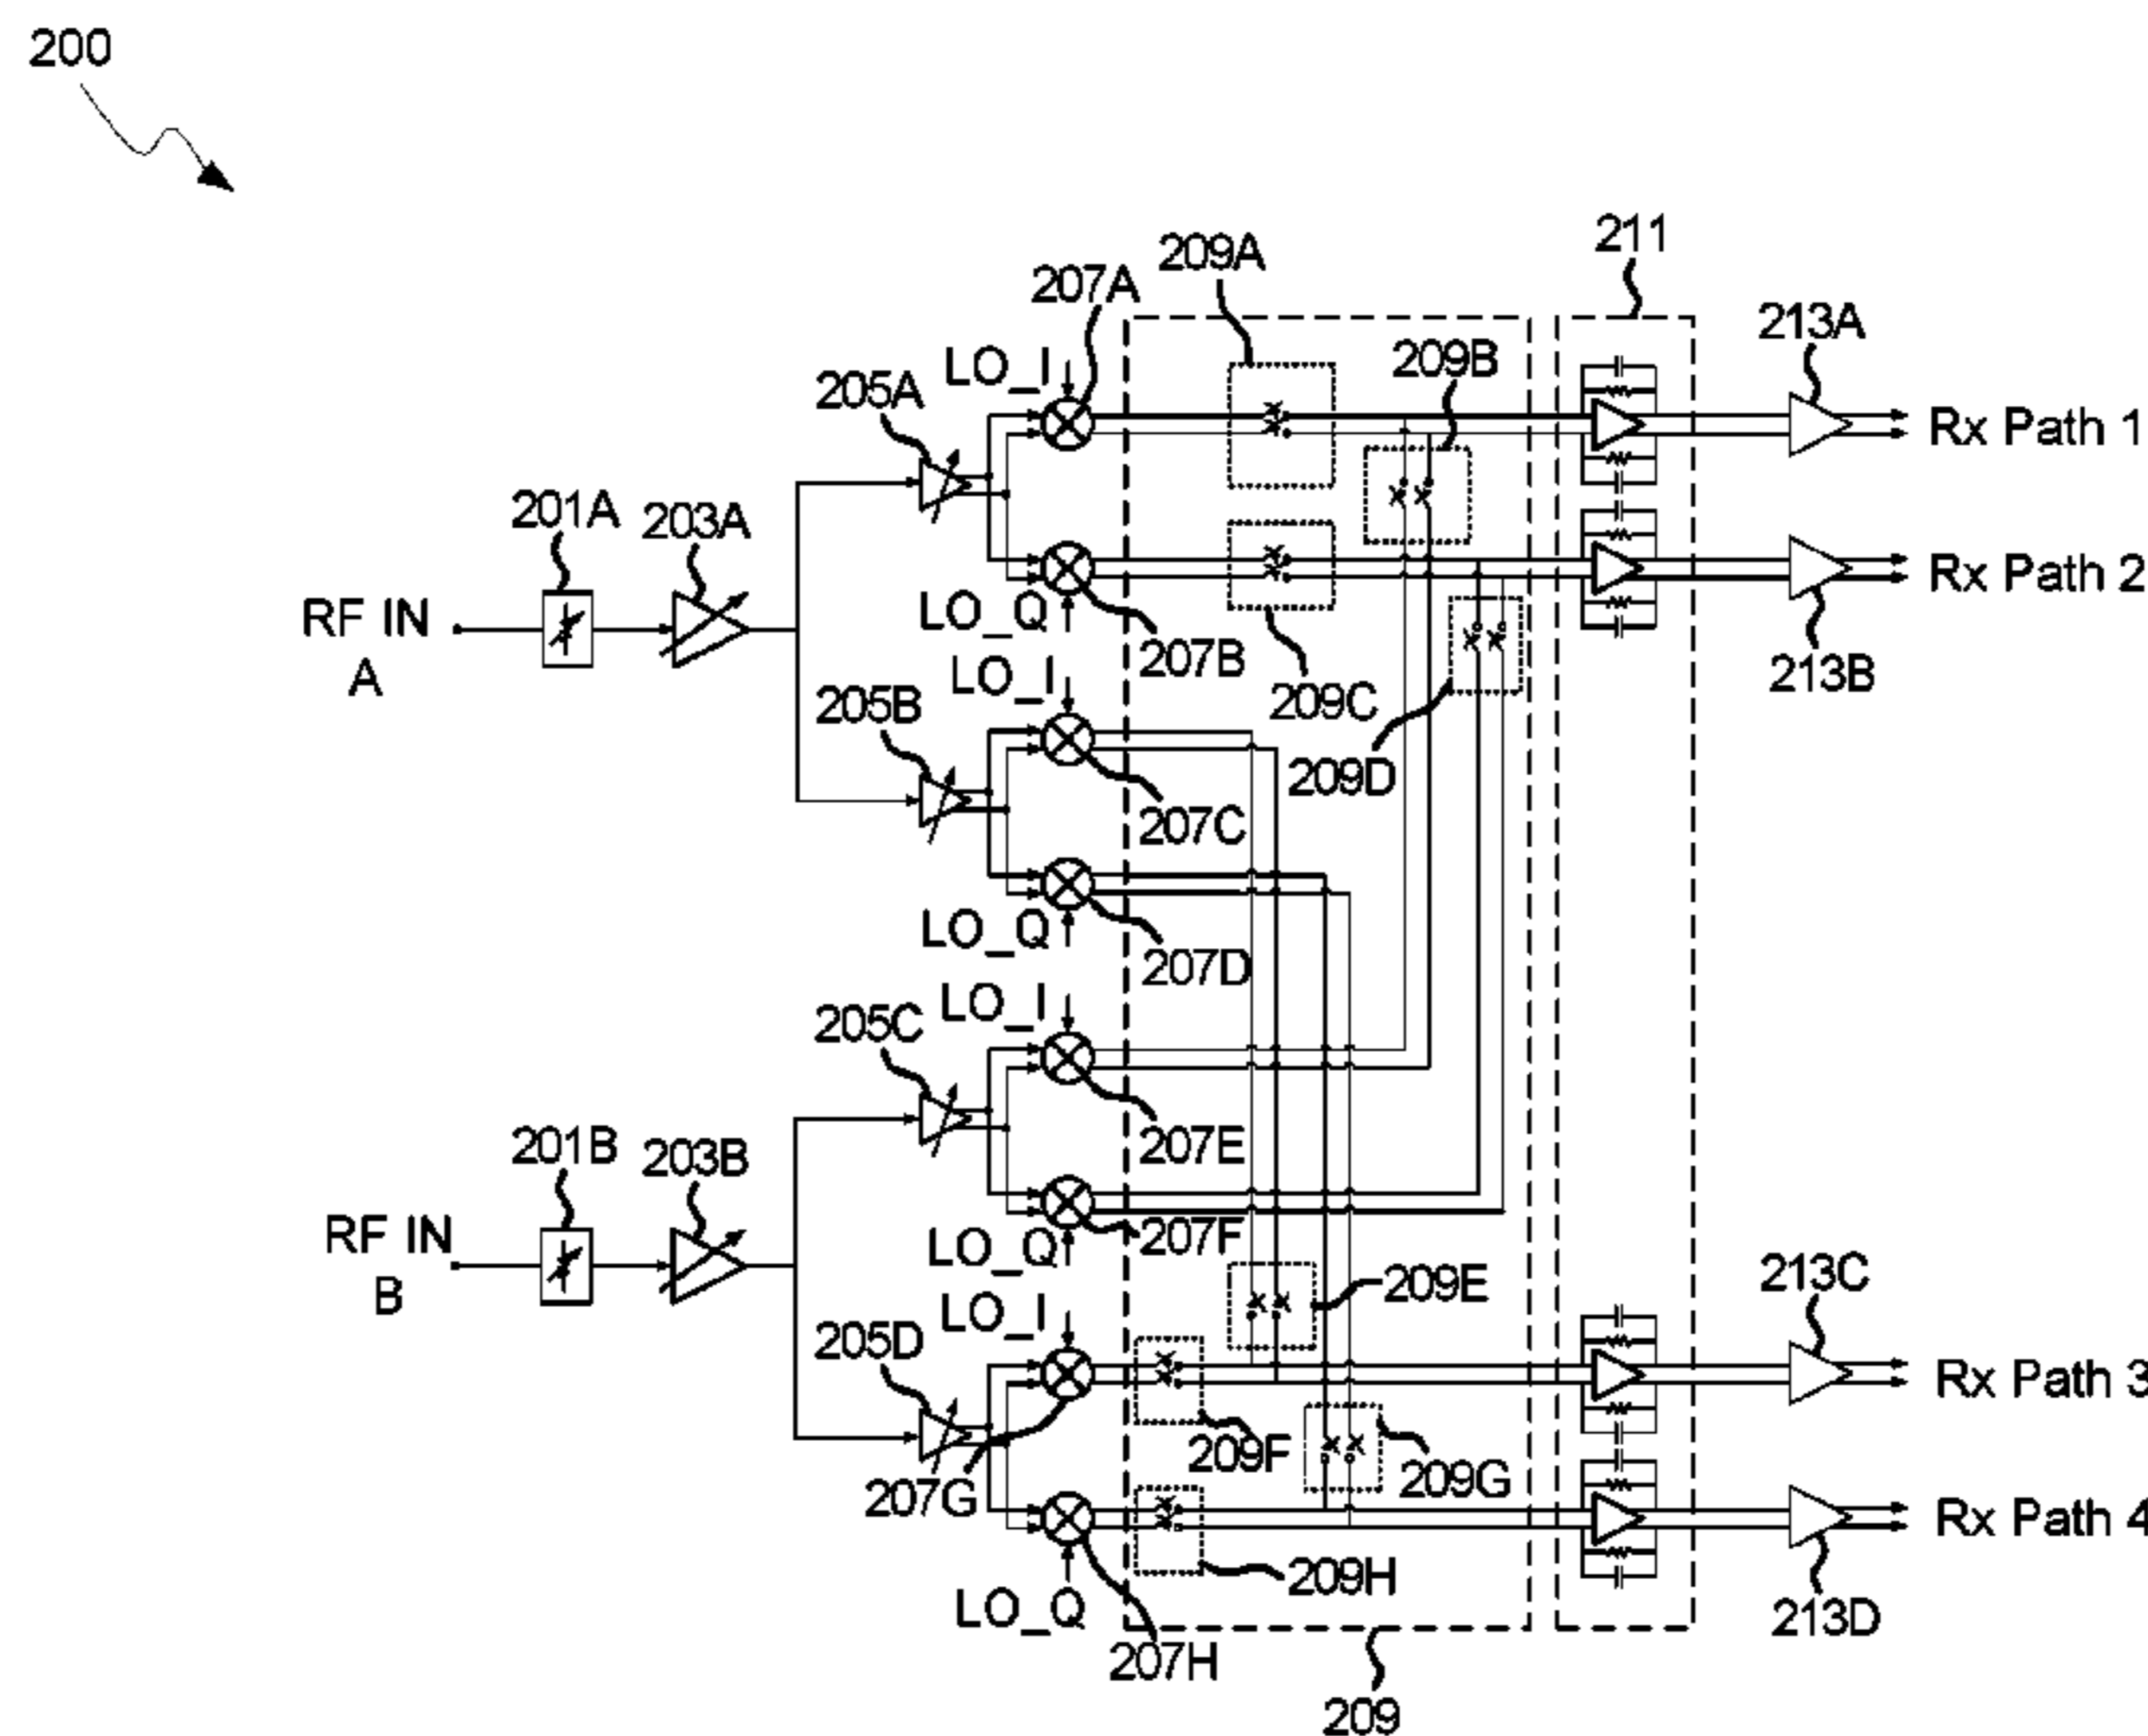 200
211
209A
207A
213A
209B
LO_I
205A
Rx Path 1
201A
203A
Rx Path 2
RF IN
A
LO_Q
207B
213B
LO_I
209C
205B
209D
207C
LO_Q
207D
LO_I
205C
201B
203B
207E
RF IN
B
LO_Q
207F
209E
213C
LO_I
205D
Rx Path 3
209F
209G
207G
Rx Path 4
209H
LO_Q
213D
207H
209